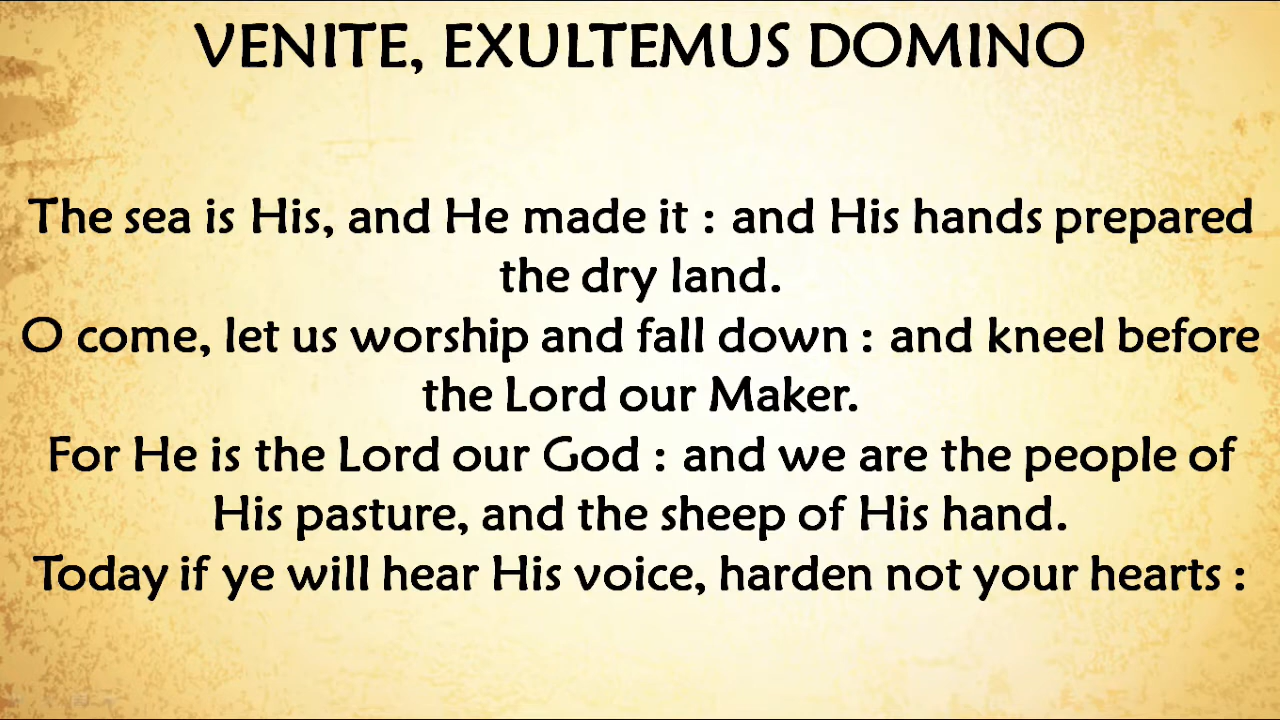 VENITE, EXULTEMUS DOMINO
The sea is His, and He made it : and His hands prepared
the dry land.
O come, let us worship and fall down : and kneel before
the Lord our Maker.
For He is the Lord our God : and we are the people of
His pasture, and the sheep of His hand.
Today if ye will hear His voice, harden not your hearts :